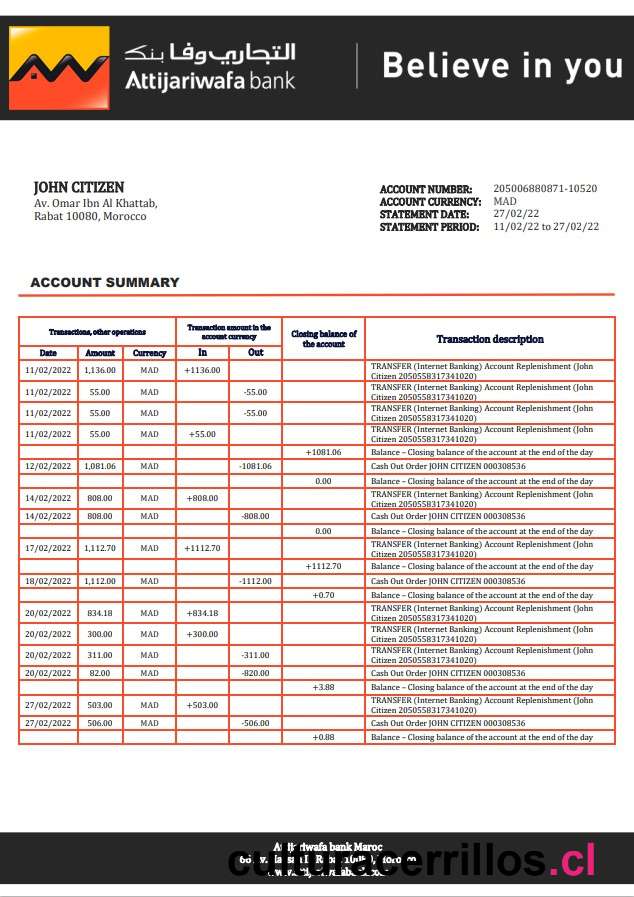 التجاري وفا بنك
Attijariwafa bank
Believe in you
JOHN CITIZEN
Av. Omar Ibn Al Khattab,
Rabat 10080, Morocco
ACCOUNT NUMBER: 205006880871-10520
ACCOUNT CURRENCY: MAD
STATEMENT DATE: 27/02/22
STATEMENT PERIOD: 11/02/22 to 27/02/22
ACCOUNT SUMMARY
Transactions, other operations
Transaction amount in the
account currency
Closing balance of
the account
Transaction description
Date Amount Currency In Out
11/02/2022 1,136.00 MAD +1136.00 TRANSFER (Internet Banking) Account Replenishment (John
Citizen 2050558317341020)
11/02/2022 55.00 MAD -55.00 TRANSFER (Internet Banking) Account Replenishment (John
Citizen 2050558317341020)
11/02/2022 55.00 MAD -55.00 TRANSFER (Internet Banking) Account Replenishment (John
Citizen 2050558317341020)
11/02/2022 55.00 MAD +55.00 TRANSFER (Internet Banking) Account Replenishment (John
Citizen 2050558317341020)
+1081.06 Balance – Closing balance of the account at the end of the day
12/02/2022 1,081.06 MAD -1081.06 Cash Out Order JOHN CITIZEN 000308536
0.00 Balance – Closing balance of the account at the end of the day
14/02/2022 808.00 MAD +808.00 TRANSFER (Internet Banking) Account Replenishment (John
Citizen 2050558317341020)
14/02/2022 808.00 MAD -808.00 Cash Out Order JOHN CITIZEN 000308536
0.00 Balance – Closing balance of the account at the end of the day
17/02/2022 1,112.70 MAD +1112.70 TRANSFER (Internet Banking) Account Replenishment (John
Citizen 2050558317341020)
+1112.70 Balance – Closing balance of the account at the end of the day
18/02/2022 1,112.00 MAD -1112.00 Cash Out Order JOHN CITIZEN 000308536
+0.70 Balance – Closing balance of the account at the end of the day
20/02/2022 834.18 MAD +834.18 TRANSFER (Internet Banking) Account Replenishment (John
Citizen 2050558317341020)
20/02/2022 300.00 MAD +300.00 TRANSFER (Internet Banking) Account Replenishment (John
Citizen 2050558317341020)
20/02/2022 311.00 MAD -311.00 TRANSFER (Internet Banking) Account Replenishment (John
Citizen 2050558317341020)
20/02/2022 82.00 MAD -820.00 Cash Out Order JOHN CITIZEN 000308536
+3.88 Balance – Closing balance of the account at the end of the day
27/02/2022 503.00 MAD +503.00 TRANSFER (Internet Banking) Account Replenishment (John
Citizen 2050558317341020)
27/02/2022 506.00 MAD -506.00 Cash Out Order JOHN CITIZEN 000308536
+0.88 Balance – Closing balance of the account at the end of the day
Attijariwafa bank Maroc
culturacerrillos.cl